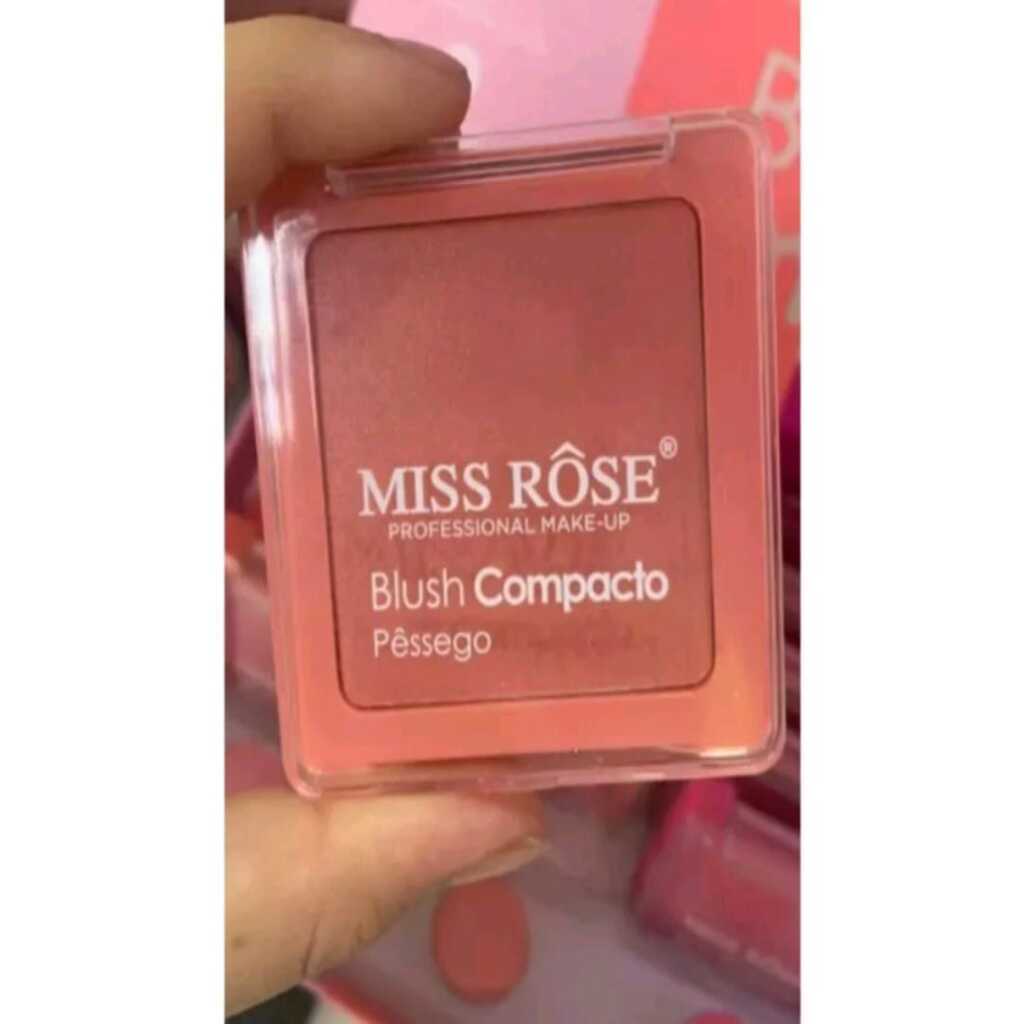 MISS RÔSE®
PROFESSIONAL MAKE-UP
Blush Compacto
Pêssego